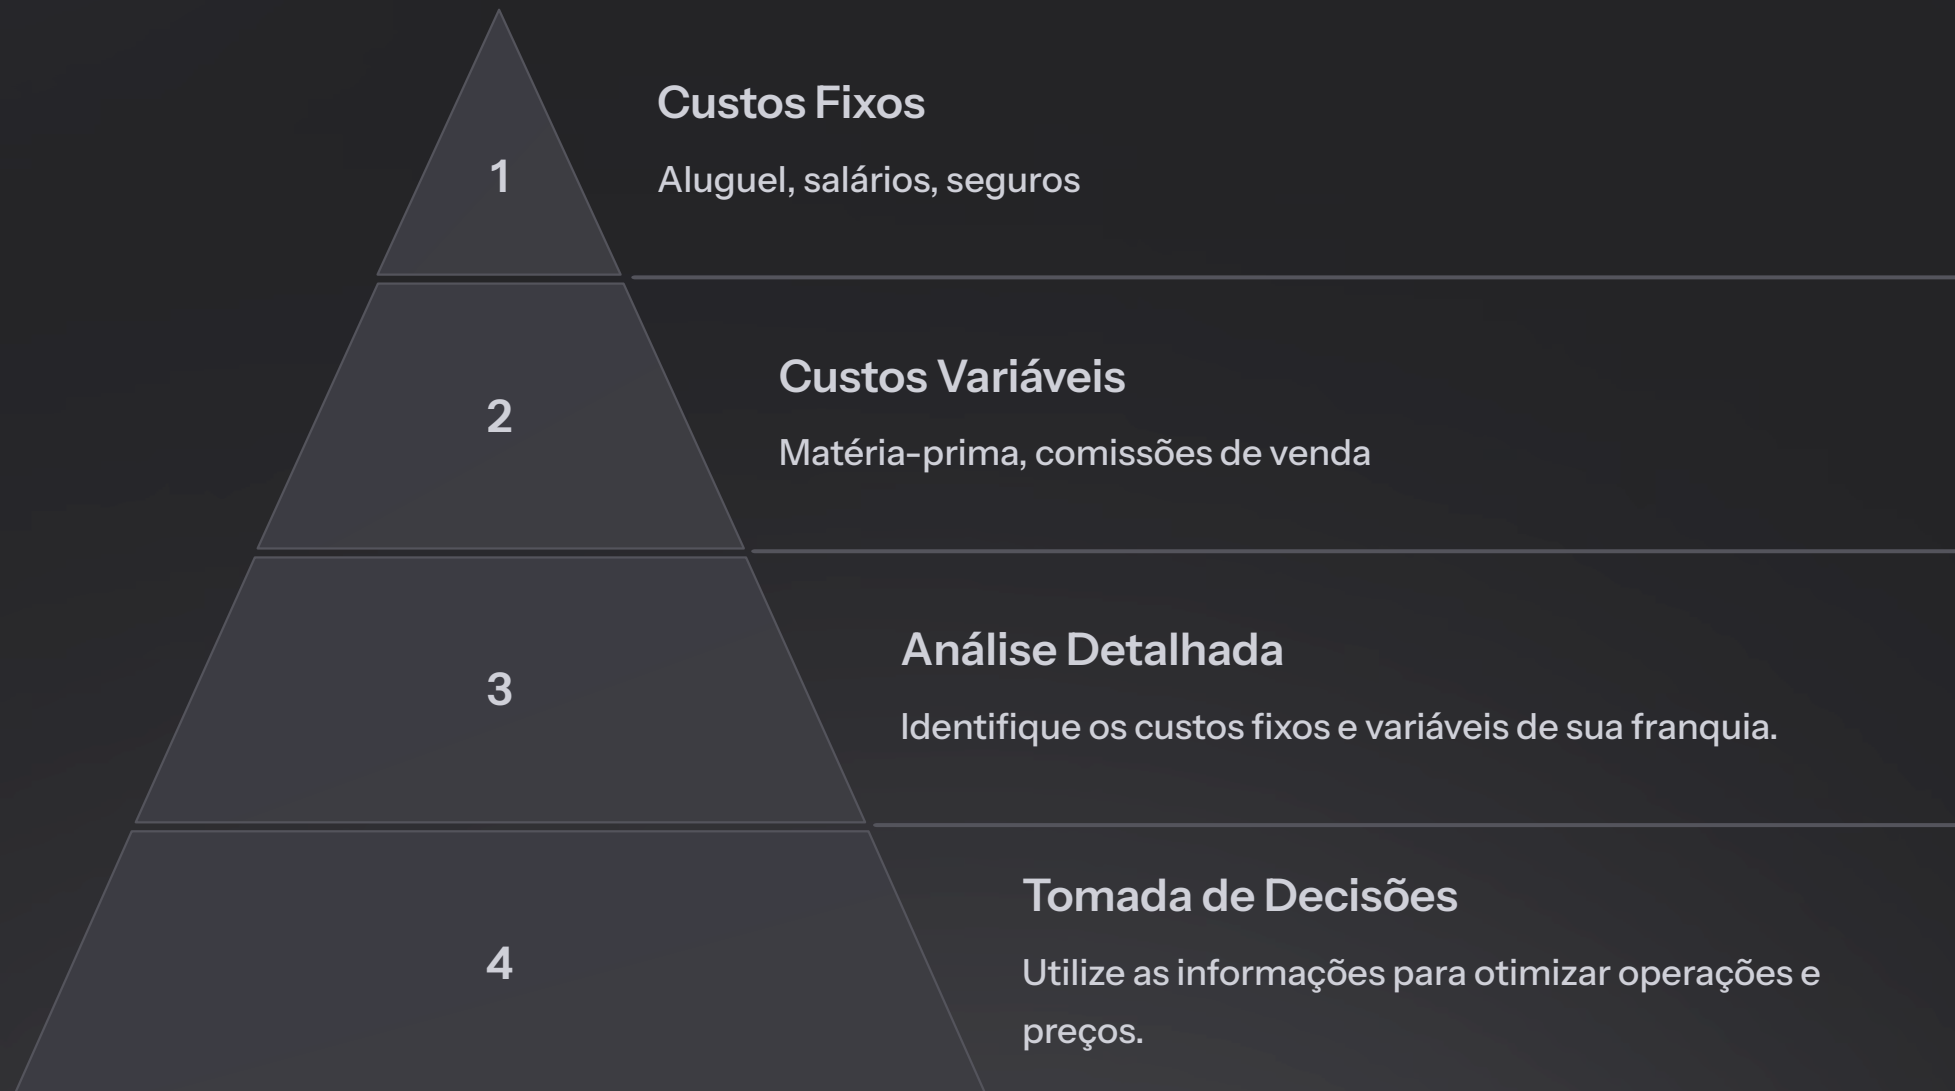 1
Custos Fixos
Aluguel, salários, seguros
2
Custos Variáveis
Matéria-prima, comissões de venda
3
Análise Detalhada
Identifique os custos fixos e variáveis de sua franquia.
4
Tomada de Decisões
Utilize as informações para otimizar operações e
preços.